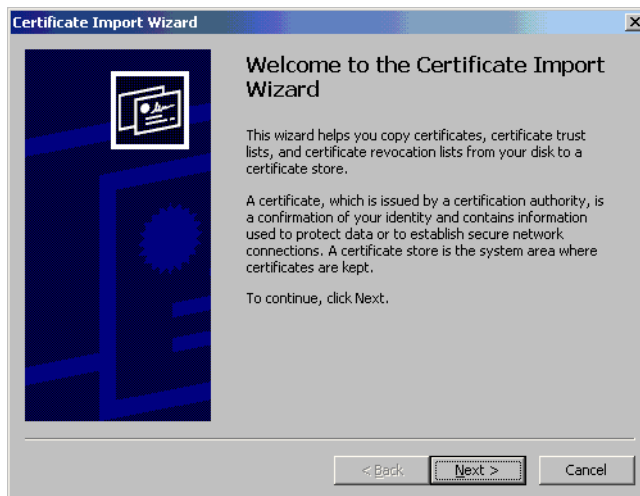 Certificate Import Wizard
Welcome to the Certificate Import
Wizard
This wizard helps you copy certificates, certificate trust
lists, and certificate revocation lists from your disk to a
certificate store.
A certificate, which is issued by a certification authority, is
a confirmation of your identity and contains information
used to protect data or to establish secure network
connections. A certificate store is the system area where
certificates are kept.
To continue, click Next.
< Back
Next >
Cancel